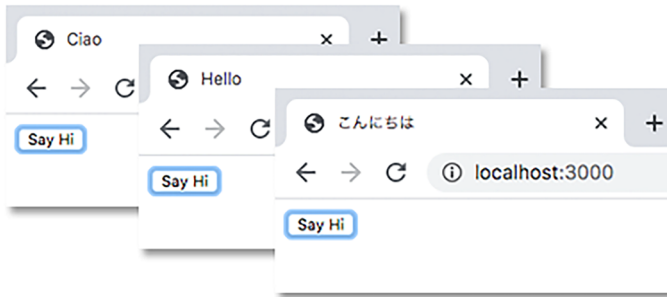 Ciao
Say Hi
Hello
Say Hi
こんにちは
localhost:3000
Say Hi